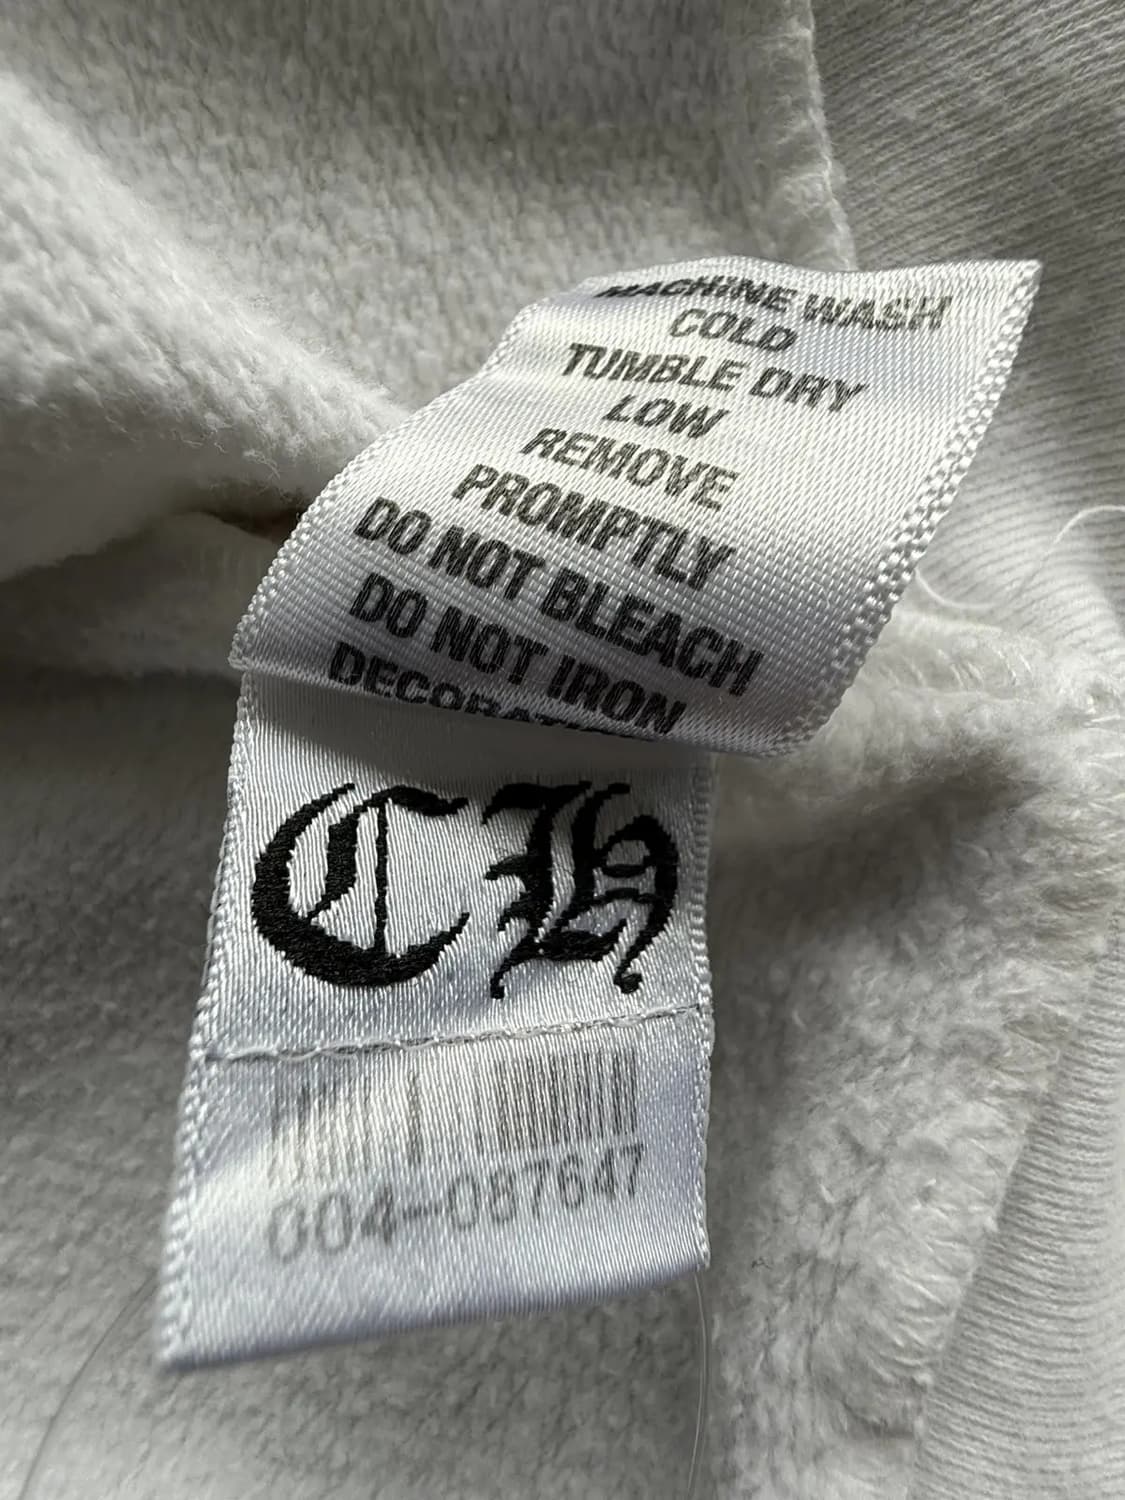 MACHINE WASH
COLD
TUMBLE DRY
LOW
REMOVE
PROMPTLY
DO NOT BLEACH
DO NOT IRON
CH
004-087647